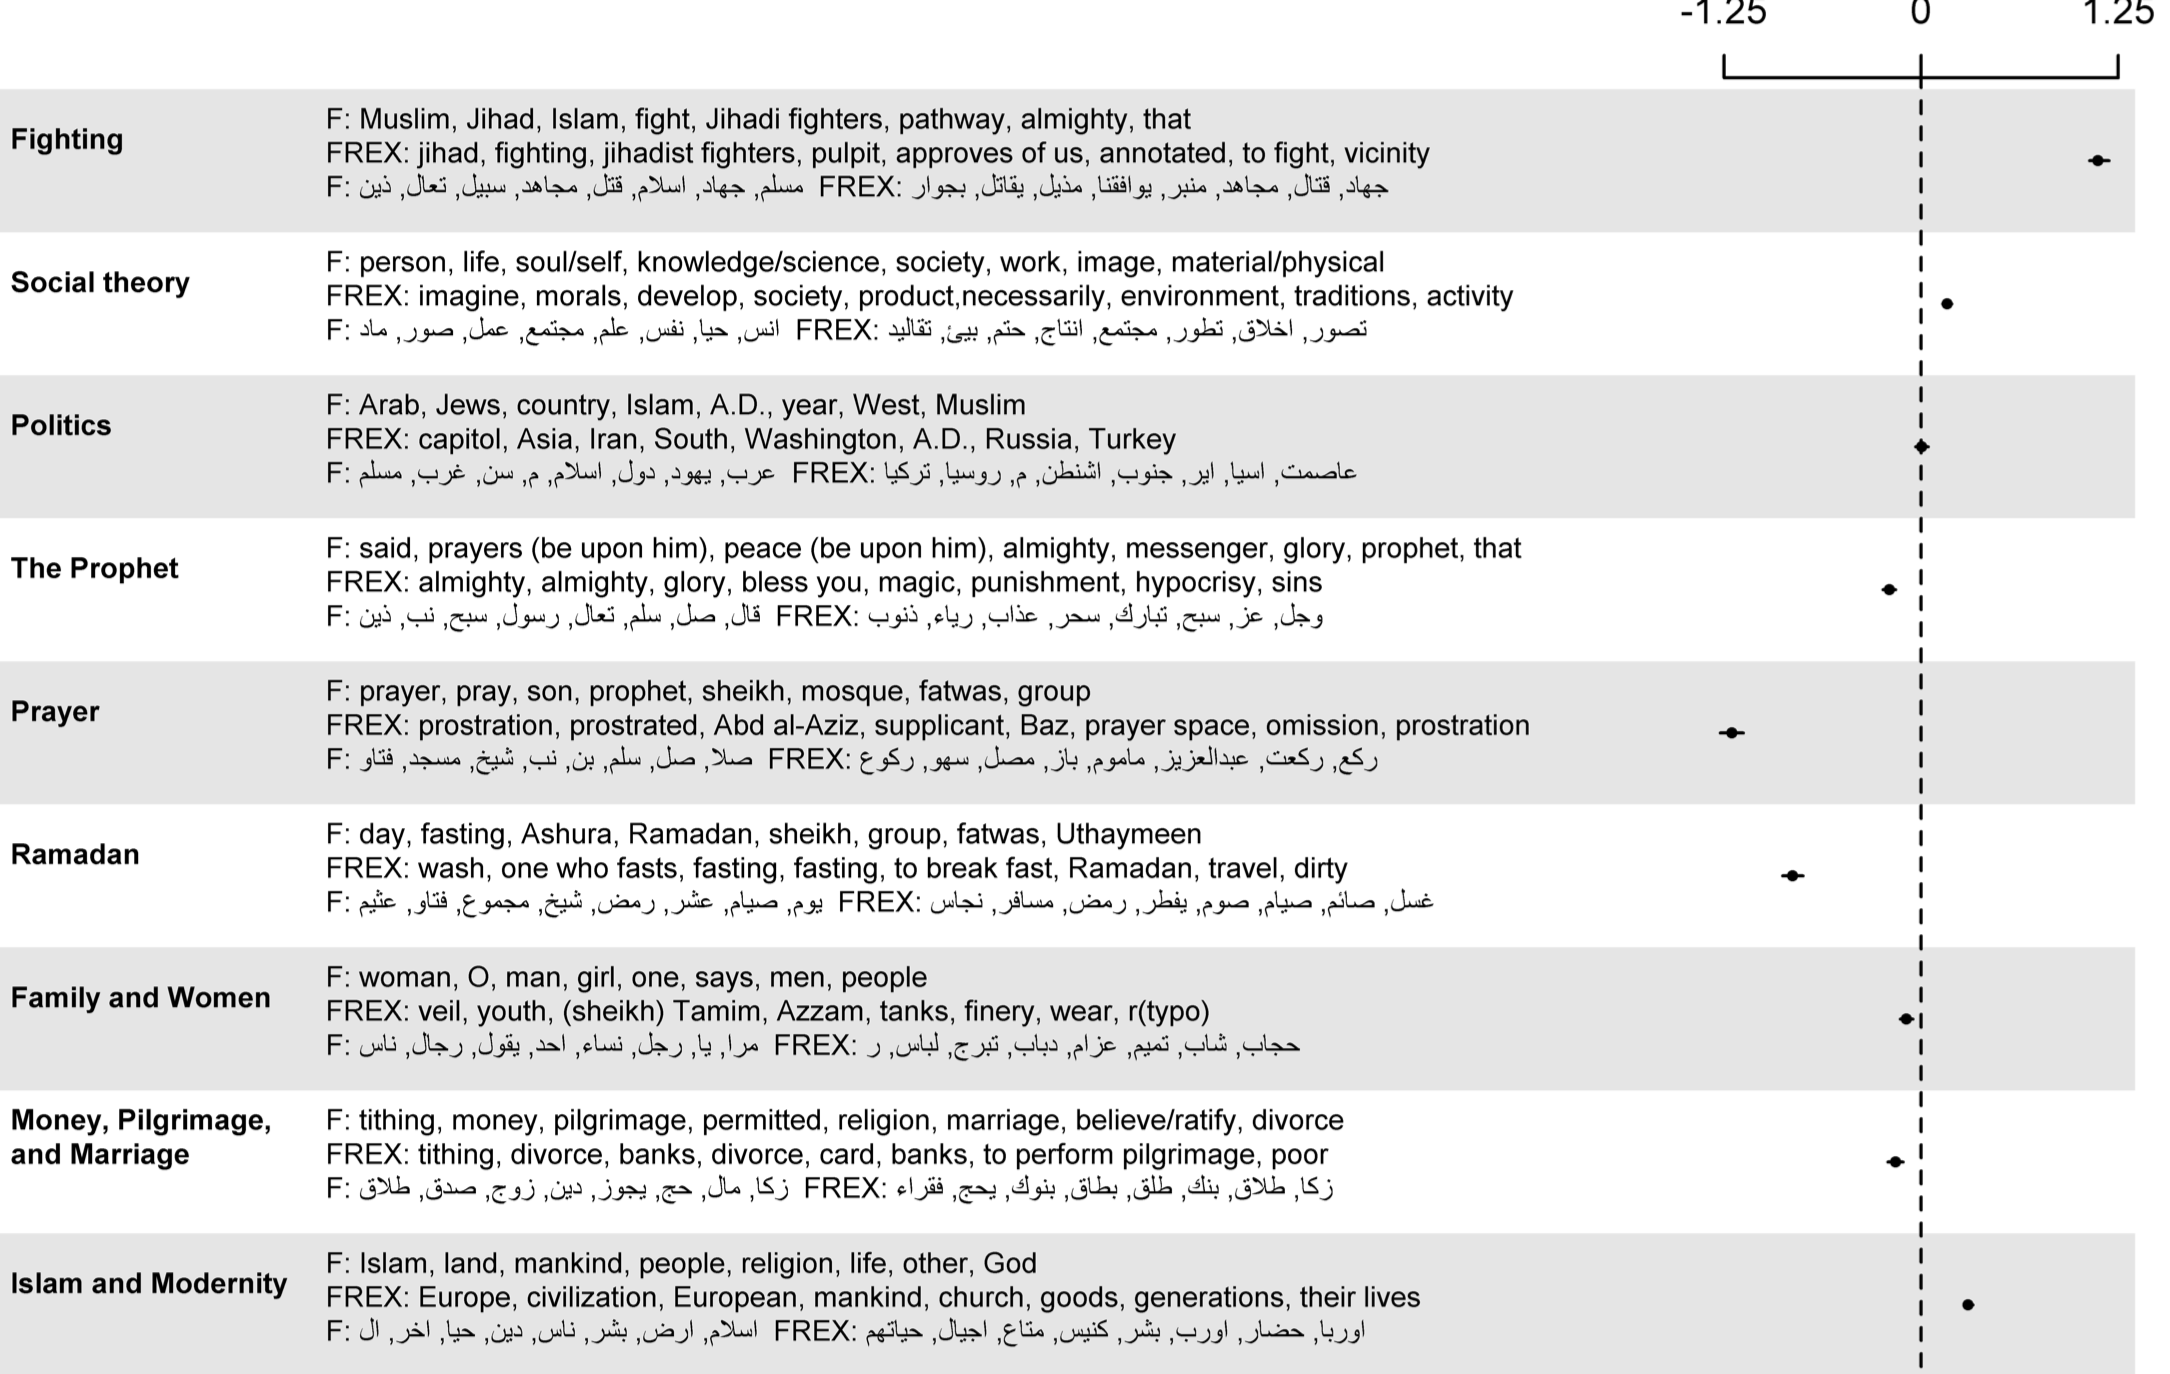 -1.25 0 1.25
Fighting
F: Muslim, Jihad, Islam, fight, Jihadi fighters, pathway, almighty, that
FREX: jihad, fighting, jihadist fighters, pulpit, approves of us, annotated, to fight, vicinity
F: مسلم, جهاد, اسلام, قتل, مجاهد, سبيل, تعال, ذين FREX: جهاد, قتال, مجاهد, منبر, يوافقنا, مذيل, يقاتل, بجوار
Social theory
F: person, life, soul/self, knowledge/science, society, work, image, material/physical
FREX: imagine, morals, develop, society, product,necessarily, environment, traditions, activity
F: انس, حيا, نفس, علم, مجتمع, عمل, صور, ماد FREX: تصور, اخلاق, تطور, مجتمع, انتاج, حتم, بيئ, تقاليد
Politics
F: Arab, Jews, country, Islam, A.D., year, West, Muslim
FREX: capitol, Asia, Iran, South, Washington, A.D., Russia, Turkey
F: عرب, يهود, دول, اسلام, م, سن, غرب, مسلم FREX: عاصمت, اسيا, اير, جنوب, اشنطن, م, روسيا, تركيا
The Prophet
F: said, prayers (be upon him), peace (be upon him), almighty, messenger, glory, prophet, that
FREX: almighty, almighty, glory, bless you, magic, punishment, hypocrisy, sins
F: قال, صل, سلم, تعال, رسول, سبح, نب, ذين FREX: وجل, عز, سبح, تبارك, سحر, عذاب, رياء, ذنوب
Prayer
F: prayer, pray, son, prophet, sheikh, mosque, fatwas, group
FREX: prostration, prostrated, Abd al-Aziz, supplicant, Baz, prayer space, omission, prostration
F: صلا, صل, سلم, بن, نب, شيخ, مسجد, فتاو FREX: ركع, ركعت, عبدالعزيز, ماموم, باز, مصل, سهو, ركوع
Ramadan
F: day, fasting, Ashura, Ramadan, sheikh, group, fatwas, Uthaymeen
FREX: wash, one who fasts, fasting, fasting, to break fast, Ramadan, travel, dirty
F: يوم, صيام, عشر, رمض, شيخ, مجموع, فتاو, عثيم FREX: غسل, صائم, صيام, صوم, يفطر, رمض, مسافر, نجاس
Family and Women
F: woman, O, man, girl, one, says, men, people
FREX: veil, youth, (sheikh) Tamim, Azzam, tanks, finery, wear, r(typo)
F: مرا, يا, رجل, نساء, احد, يقول, رجال, ناس FREX: حجاب, شاب, تميم, عزام, دباب, تبرج, لباس, ر
Money, Pilgrimage,
and Marriage
F: tithing, money, pilgrimage, permitted, religion, marriage, believe/ratify, divorce
FREX: tithing, divorce, banks, divorce, card, banks, to perform pilgrimage, poor
F: زكا, مال, حج, يجوز, دين, زوج, صدق, طلاق FREX: زكا, طلاق, بنك, طلق, بطاق, بنوك, يحج, فقراء
Islam and Modernity
F: Islam, land, mankind, people, religion, life, other, God
FREX: Europe, civilization, European, mankind, church, goods, generations, their lives
F: اسلام, ارض, بشر, ناس, دين, حيا, اخر, ال FREX: اوربا, حضار, اورب, بشر, كنيس, متاع, اجيال, حياتهم